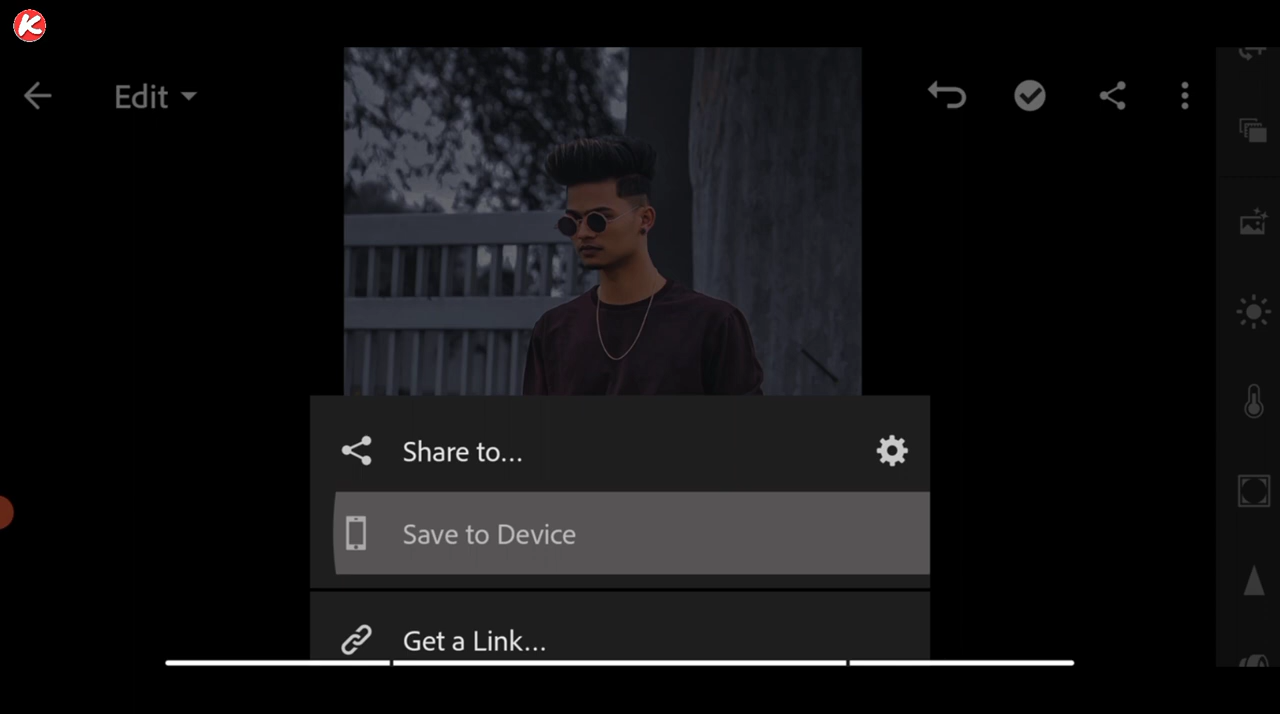 K
Edit
Share to...
Save to Device
Get a Link...